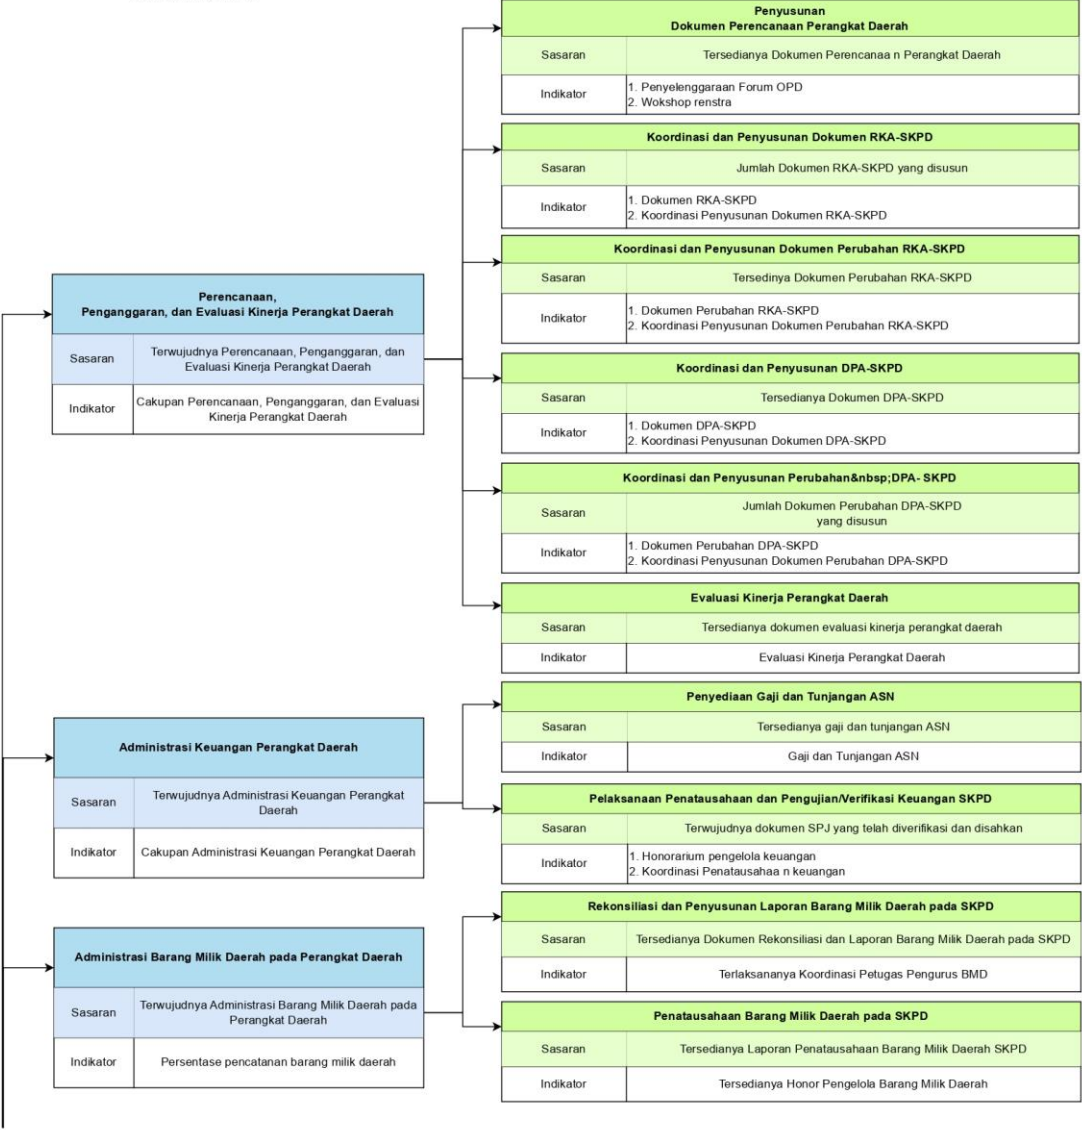 Penyusunan
Dokumen Perencanaan Perangkat Daerah
Sasaran Tersedianya Dokumen Perencanaa n Perangkat Daerah
Indikator
1. Penyelenggaraan Forum OPD
2. Wokshop renstra
Koordinasi dan Penyusunan Dokumen RKA-SKPD
Sasaran Jumlah Dokumen RKA-SKPD yang disusun
Indikator
1. Dokumen RKA-SKPD
2. Koordinasi Penyusunan Dokumen RKA-SKPD
Koordinasi dan Penyusunan Dokumen Perubahan RKA-SKPD
Sasaran Tersedinya Dokumen Perubahan RKA-SKPD
Indikator
1. Dokumen Perubahan RKA-SKPD
2. Koordinasi Penyusunan Dokumen Perubahan RKA-SKPD
Perencanaan,
Penganggaran, dan Evaluasi Kinerja Perangkat Daerah
Sasaran
Terwujudnya Perencanaan, Penganggaran, dan
Evaluasi Kinerja Perangkat Daerah
Indikator
Cakupan Perencanaan, Penganggaran, dan Evaluasi
Kinerja Perangkat Daerah
Koordinasi dan Penyusunan DPA-SKPD
Sasaran Tersedianya Dokumen DPA-SKPD
Indikator
1. Dokumen DPA-SKPD
2. Koordinasi Penyusunan Dokumen DPA-SKPD
Koordinasi dan Penyusunan Perubahan&nbsp;DPA- SKPD
Sasaran
Jumlah Dokumen Perubahan DPA-SKPD
yang disusun
Indikator
1. Dokumen Perubahan DPA-SKPD
2. Koordinasi Penyusunan Dokumen Perubahan DPA-SKPD
Evaluasi Kinerja Perangkat Daerah
Sasaran Tersedianya dokumen evaluasi kinerja perangkat daerah
Indikator Evaluasi Kinerja Perangkat Daerah
Administrasi Keuangan Perangkat Daerah
Sasaran
Terwujudnya Administrasi Keuangan Perangkat
Daerah
Indikator Cakupan Administrasi Keuangan Perangkat Daerah
Penyediaan Gaji dan Tunjangan ASN
Sasaran Tersedianya gaji dan tunjangan ASN
Indikator Gaji dan Tunjangan ASN
Pelaksanaan Penatausahaan dan Pengujian/Verifikasi Keuangan SKPD
Sasaran Terwujudnya dokumen SPJ yang telah diverifikasi dan disahkan
Indikator
1. Honorarium pengelola keuangan
2. Koordinasi Penatausahaa n keuangan
Administrasi Barang Milik Daerah pada Perangkat Daerah
Sasaran
Terwujudnya Administrasi Barang Milik Daerah pada
Perangkat Daerah
Indikator Persentase pencatanan barang milik daerah
Rekonsiliasi dan Penyusunan Laporan Barang Milik Daerah pada SKPD
Sasaran Tersedianya Dokumen Rekonsiliasi dan Laporan Barang Milik Daerah pada SKPD
Indikator Terlaksananya Koordinasi Petugas Pengurus BMD
Penatausahaan Barang Milik Daerah pada SKPD
Sasaran Tersedianya Laporan Penatausahaan Barang Milik Daerah SKPD
Indikator Tersedianya Honor Pengelola Barang Milik Daerah